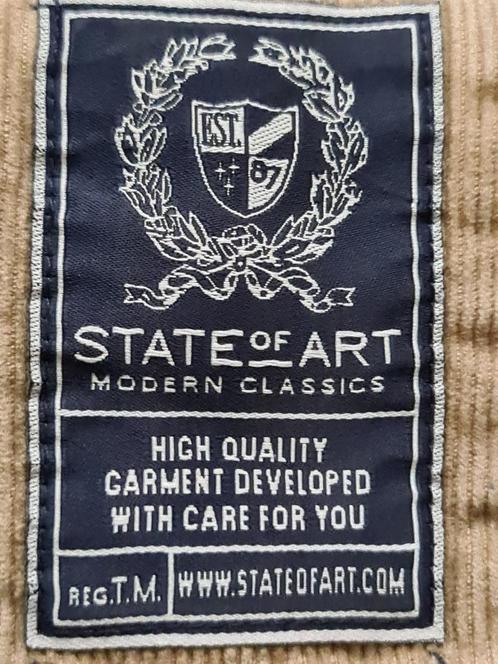 EST.
87
STATE OF ART
MODERN CLASSICS
HIGH QUALITY
GARMENT DEVELOPED
WITH CARE FOR YOU
REG.T.M. WWW.STATEOFART.COM